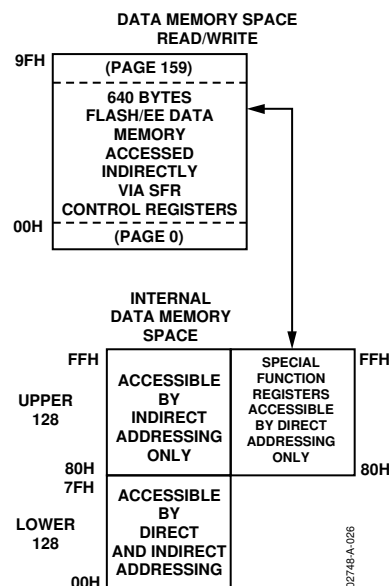 DATA MEMORY SPACE
READ/WRITE
9FH
(PAGE 159)
640 BYTES
FLASH/EE DATA
MEMORY
ACCESSED
INDIRECTLY
VIA SFR
CONTROL REGISTERS
00H
(PAGE 0)
INTERNAL
DATA MEMORY
SPACE
FFH
UPPER
128
80H
ACCESSIBLE
BY
INDIRECT
ADDRESSING
ONLY
SPECIAL
FUNCTION
REGISTERS
ACCESSIBLE
BY DIRECT
ADDRESSING
ONLY
FFH
80H
7FH
LOWER
128
00H
ACCESSIBLE
BY
DIRECT
AND INDIRECT
ADDRESSING
02748-A-026